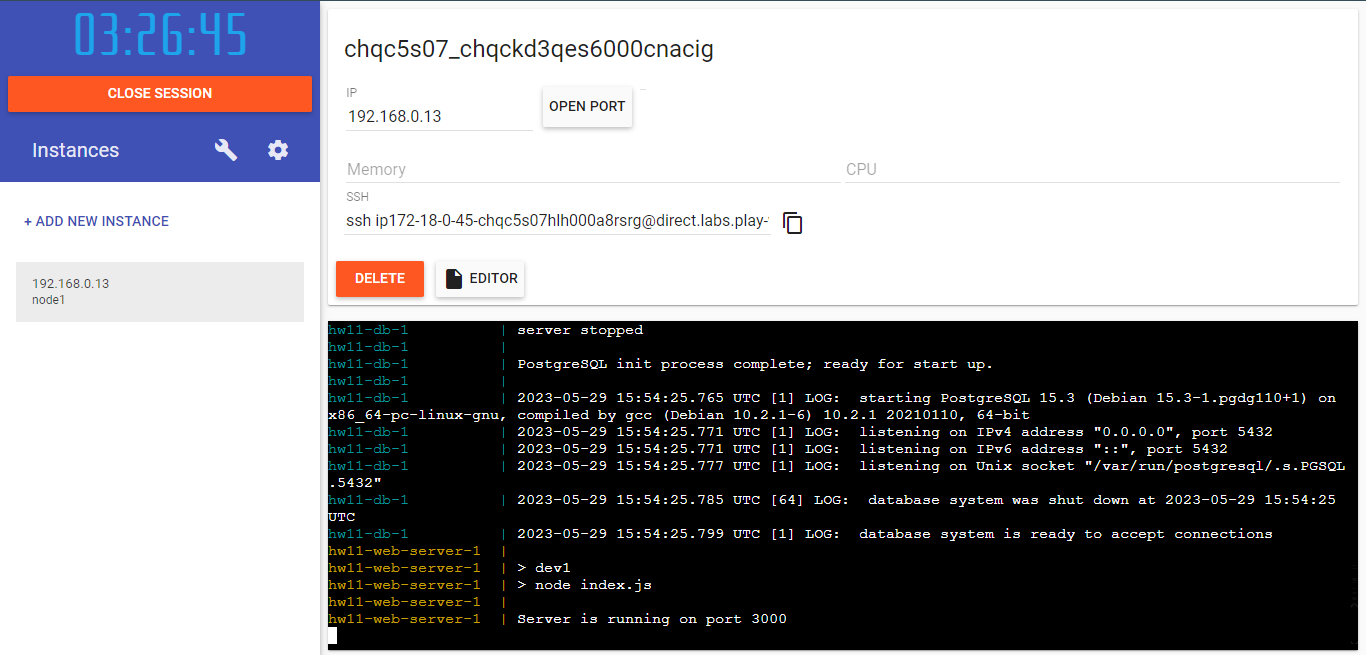 03:26:45
CLOSE SESSION
Instances
+ ADD NEW INSTANCE
192.168.0.13
node1
chqc5s07_chqckd3qes6000cnacig
IP
192.168.0.13
OPEN PORT
Memory
CPU
SSH
ssh ip172-18-0-45-chqc5s07hlh000a8rsrg@direct.labs.play-
DELETE
EDITOR
hw11-db-1 | server stopped
hw11-db-1 |
hw11-db-1 | PostgreSQL init process complete; ready for start up.
hw11-db-1 |
hw11-db-1 | 2023-05-29 15:54:25.765 UTC [1] LOG:  starting PostgreSQL 15.3 (Debian 15.3-1.pgdg110+1) on
x86_64-pc-linux-gnu, compiled by gcc (Debian 10.2.1-6) 10.2.1 20210110, 64-bit
hw11-db-1 | 2023-05-29 15:54:25.771 UTC [1] LOG:  listening on IPv4 address "0.0.0.0", port 5432
hw11-db-1 | 2023-05-29 15:54:25.771 UTC [1] LOG:  listening on IPv6 address "::", port 5432
hw11-db-1 | 2023-05-29 15:54:25.777 UTC [1] LOG:  listening on Unix socket "/var/run/postgresql/.s.PGSQL
.5432"
hw11-db-1 | 2023-05-29 15:54:25.785 UTC [64] LOG:  database system was shut down at 2023-05-29 15:54:25
UTC
hw11-db-1 | 2023-05-29 15:54:25.799 UTC [1] LOG:  database system is ready to accept connections
hw11-web-server-1 |
hw11-web-server-1 | > dev1
hw11-web-server-1 | > node index.js
hw11-web-server-1 |
hw11-web-server-1 | Server is running on port 3000